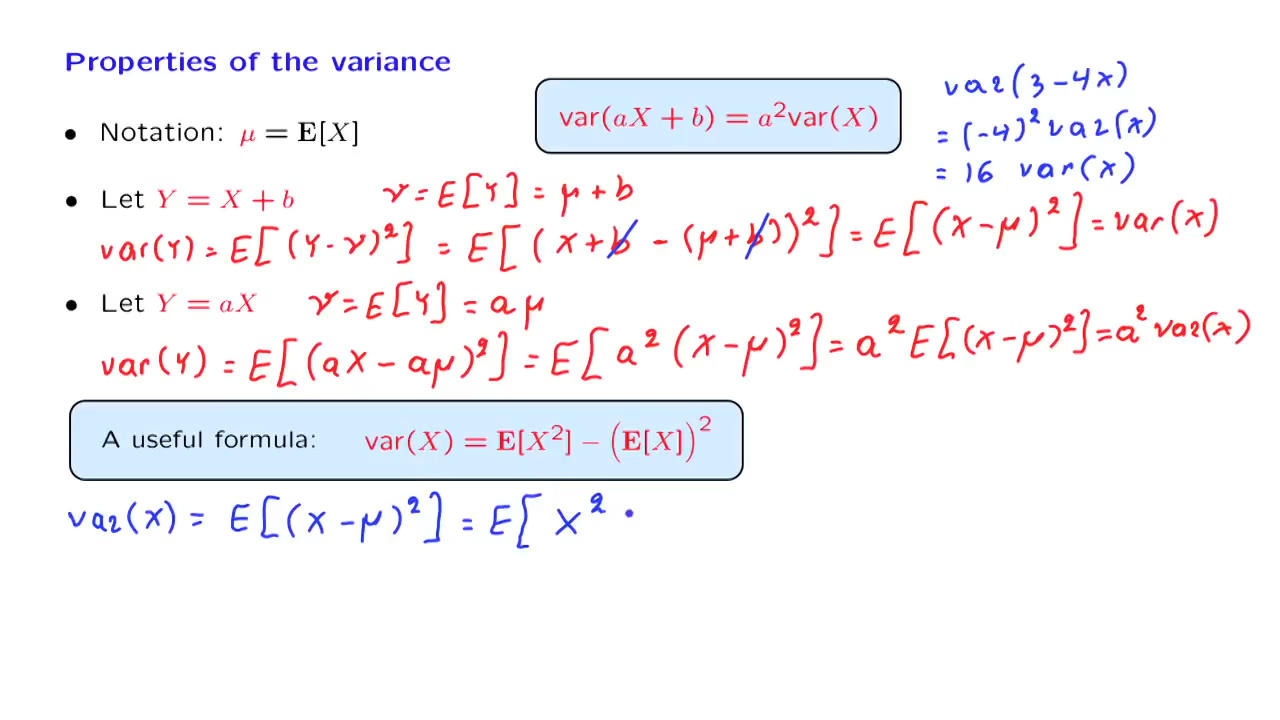 Properties of the variance
var(aX + b) = a²var(X)
var(3 - 4X)
= (-4)² var(X)
= 16 var(X)
• Notation: μ = E[X]
• Let Y = X + b ν = E[Y] = μ + b
var(Y) = E[(Y - ν)²] = E[(X + b - (μ + b))²] = E[(X - μ)²] = var(X)
• Let Y = aX ν = E[Y] = a μ
var(Y) = E[(aX - aμ)²] = E[a² (X - μ)²] = a² E[(X - μ)²] = a² var(X)
A useful formula: var(X) = E[X²] - (E[X])²
var(X) = E[(X - μ)²] = E[X²